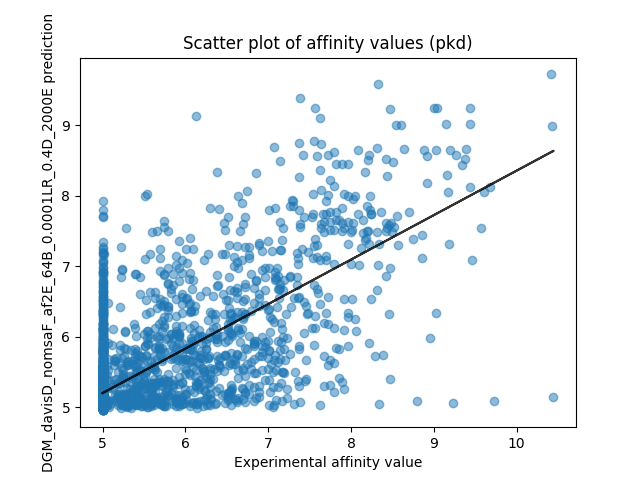 Scatter plot of affinity values (pkd)
DGM_davisD_nomsaF_af2E_64B_0.0001LR_0.4D_2000E prediction
9
8
7
6
5
5 6 7 8 9 10
Experimental affinity value